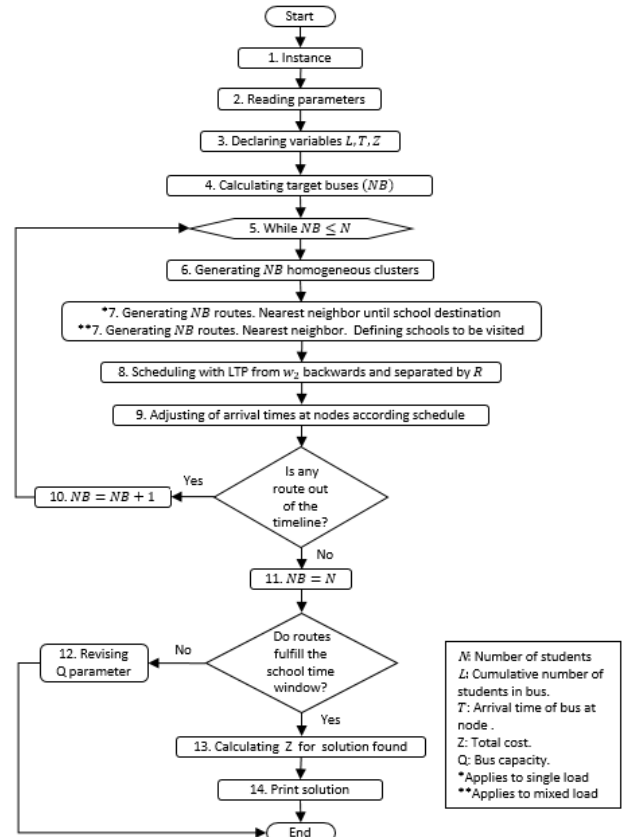 Start
1. Instance
2. Reading parameters
3. Declaring variables L, T, Z
4. Calculating target buses (NB)
5. While NB ≤ N
6. Generating NB homogeneous clusters
*7. Generating NB routes. Nearest neighbor until school destination
**7. Generating NB routes. Nearest neighbor. Defining schools to be visited
8. Scheduling with LTP from w₂ backwards and separated by R
9. Adjusting of arrival times at nodes according schedule
Is any
route out
of the
timeline?
Yes
10. NB = NB + 1
No
11. NB = N
Do routes
fulfill the
school time
window?
No
12. Revising
Q parameter
Yes
13. Calculating Z for solution found
14. Print solution
End
N: Number of students
L: Cumulative number of
students in bus.
T: Arrival time of bus at
node .
Z: Total cost.
Q: Bus capacity.
*Applies to single load
**Applies to mixed load